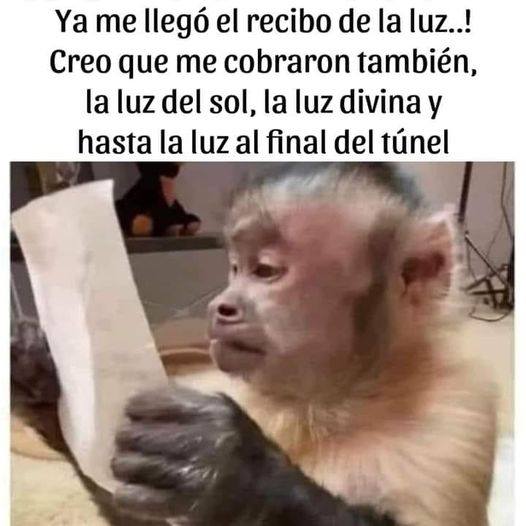 Ya me llegó el recibo de la luz..!
Creo que me cobraron también,
la luz del sol, la luz divina y
hasta la luz al final del túnel